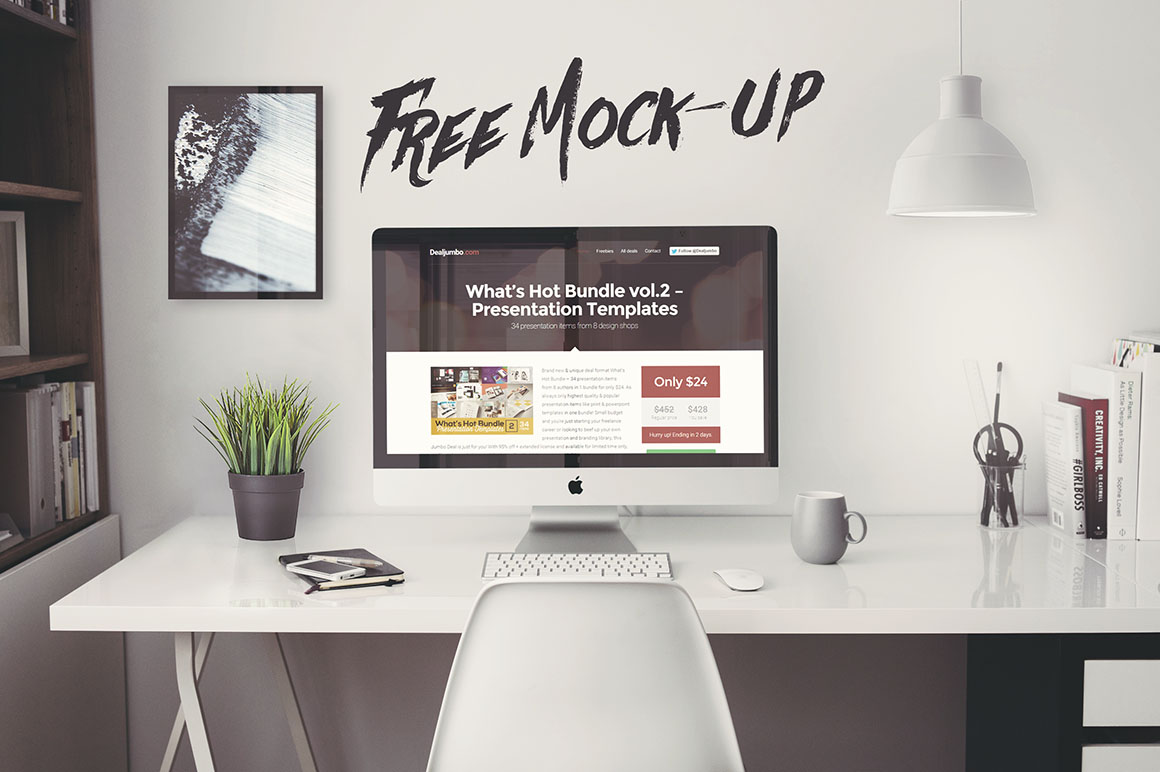 FREE MOCK-UP
Dealjumbo.com
Freebies
All deals
Contact
Follow @Dealjumbo
What's Hot Bundle vol.2 –
Presentation Templates
34 presentation items from 8 design shops
Brand new & unique deal format What's
Hot Bundle – 34 presentation items
from 8 authors in 1 bundle for only $24. As
always only highest quality & popular
presentation items like print & powerpoint
templates in one bundle! Small budget
and you're just starting your freelance
career or looking to beef up your own
presentation and branding library, this
Jumbo Deal is just for you! With 95% off + extended license and available for limited time only.
What's Hot Bundle 2 34
Presentation Templates
Only $24
$452 $428
Regular price
Hurry up! Ending in 2 days
#GIRLBOSS
CREATIVITY, INC.
ED CATMULL
Dieter Rams
As Little Design as Possible
Sophie Lovell